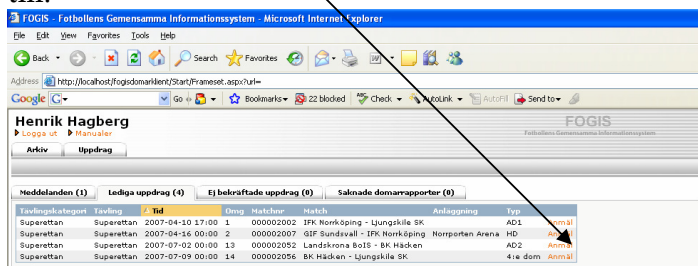 FOGIS - Fotbollens Gemensamma Informationssystem - Microsoft Internet Explorer
File Edit View Favorites Tools Help
Back Search Favorites
Address http://localhost/fogisdomarklient/Start/Frameset.aspx?url=
Google G Go Bookmarks 22 blocked Check AutoLink AutoFill Send to
Henrik Hagberg
FOGIS
Logga ut Manualer
Fotbollens Gemensamma Informationssystem
Arkiv Uppdrag
Meddelanden (1) Lediga uppdrag (4) Ej bekräftade uppdrag (0) Saknade domarrapporter (0)
Tävlingskategori Tävling Tid Omg Matchnr Match Anläggning Typ
Superettan Superettan 2007-04-10 17:00 1 000002002 IFK Norrköping - Ljungskile SK AD1 Anmäl
Superettan Superettan 2007-04-16 00:00 2 000002007 GIF Sundsvall - IFK Norrköping Norrporten Arena HD Anmäl
Superettan Superettan 2007-07-02 00:00 13 000002052 Landskrona BoIS - BK Häcken AD2 Anmäl
Superettan Superettan 2007-07-09 00:00 14 000002056 BK Häcken - Ljungskile SK 4:e dom Anmäl